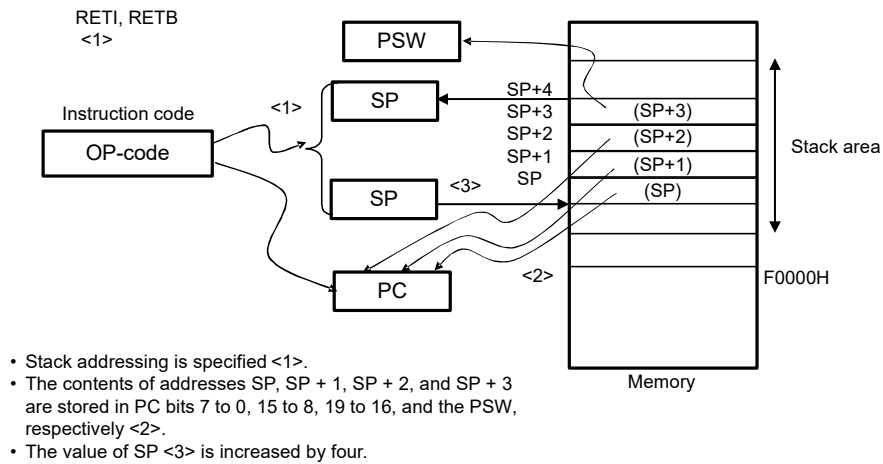 RETI, RETB
<1>
PSW
SP+4
<1>
SP
SP+3
(SP+3)
Instruction code
SP+2
(SP+2)
OP-code
Stack area
SP+1
(SP+1)
SP
<3>
SP
(SP)
PC
<2>
F0000H
Memory
• Stack addressing is specified <1>.
• The contents of addresses SP, SP + 1, SP + 2, and SP + 3
are stored in PC bits 7 to 0, 15 to 8, 19 to 16, and the PSW,
respectively <2>.
• The value of SP <3> is increased by four.